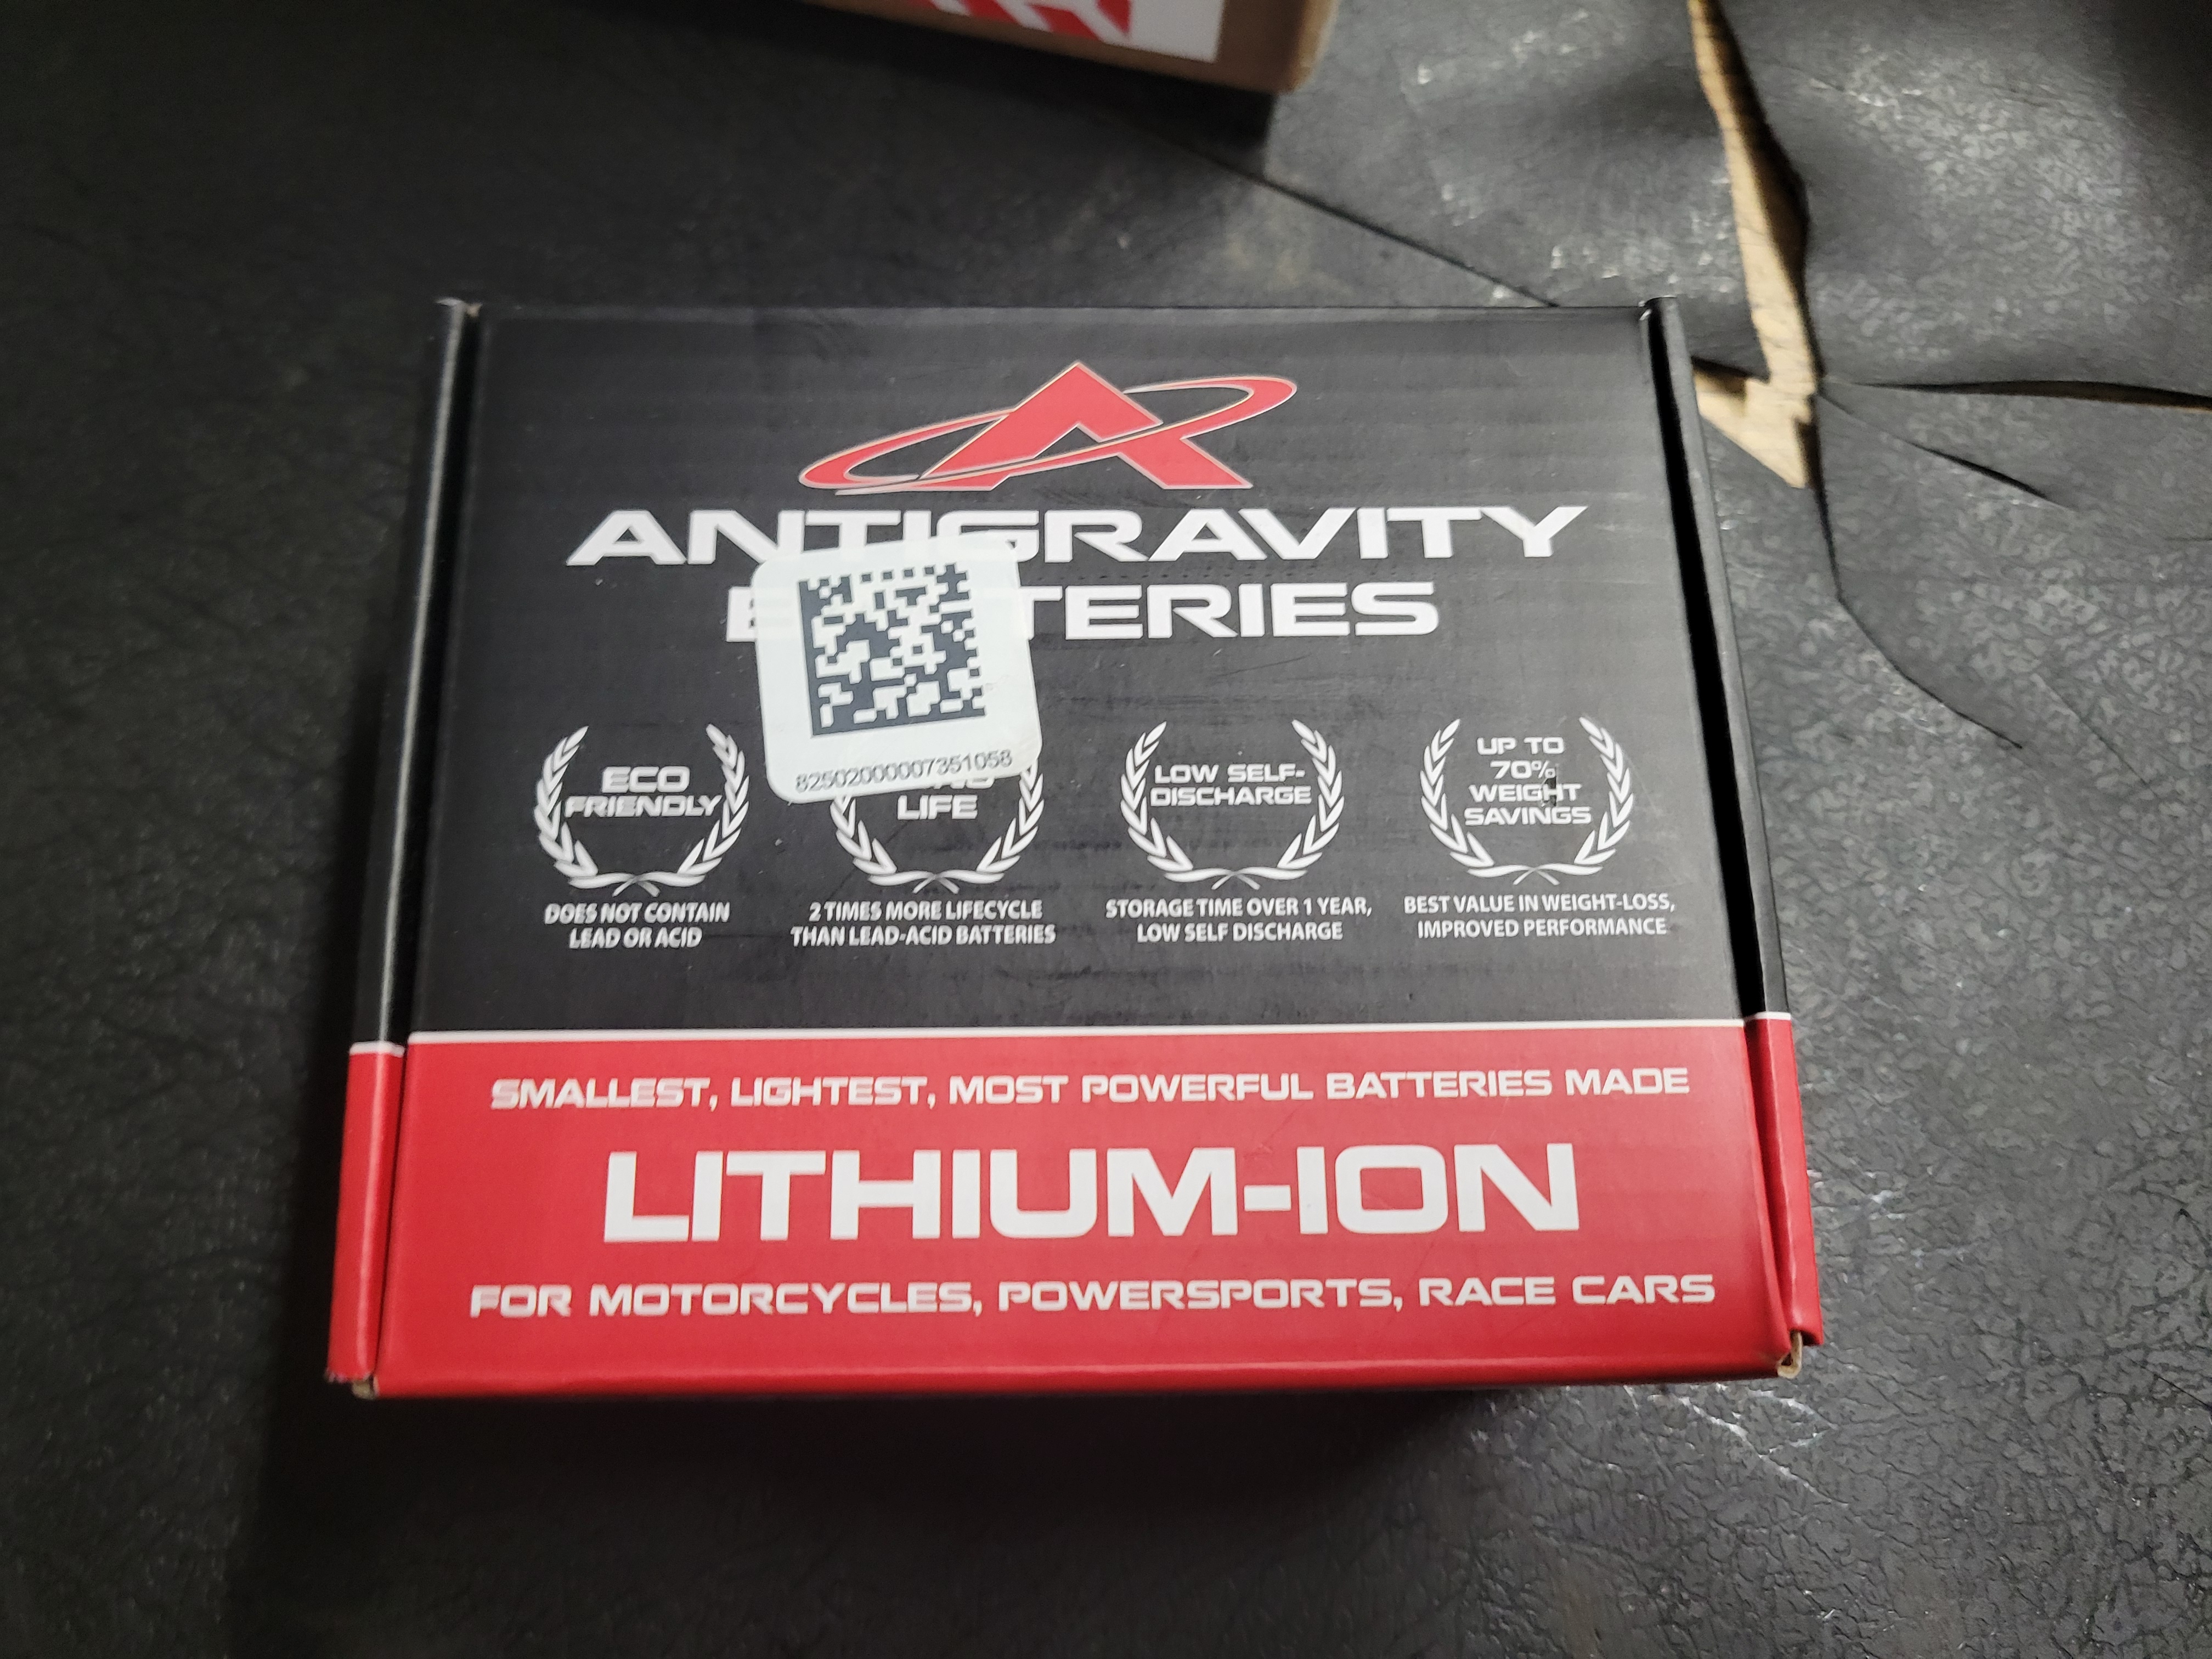 ANTIGRAVITY
TERIES
82502000007351058
ECO
FRIENDLY
DOES NOT CONTAIN
LEAD OR ACID
LIFE
2 TIMES MORE LIFECYCLE
THAN LEAD-ACID BATTERIES
LOW SELF-
DISCHARGE
STORAGE TIME OVER 1 YEAR,
LOW SELF DISCHARGE
UP TO
70%
WEIGHT
SAVINGS
BEST VALUE IN WEIGHT-LOSS,
IMPROVED PERFORMANCE
SMALLEST, LIGHTEST, MOST POWERFUL BATTERIES MADE
LITHIUM-ION
FOR MOTORCYCLES, POWERSPORTS, RACE CARS